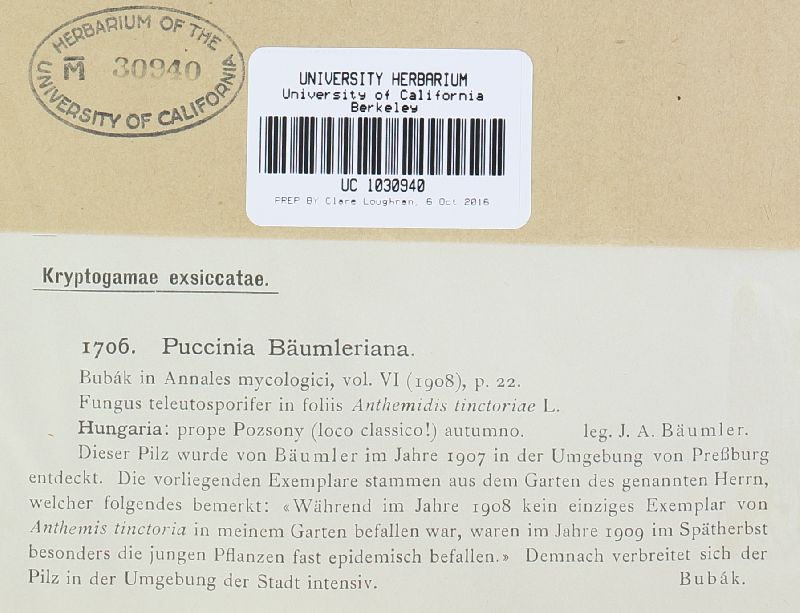 HERBARIUM OF THE
M 30940
UNIVERSITY OF CALIFORNIA
UNIVERSITY HERBARIUM
University of California
Berkeley
UC 1030940
PREP BY Clare Loughran, 6 Oct 2016
Kryptogamae exsiccatae.
1706. Puccinia Bäumleriana.
Bubák in Annales mycologici, vol. VI (1908), p. 22.
Fungus teleutosporifer in foliis Anthemidis tinctoriae L.
Hungaria: prope Pozsony (loco classico!) autumno. leg. J. A. Bäumler.
Dieser Pilz wurde von Bäumler im Jahre 1907 in der Umgebung von Preßburg
entdeckt. Die vorliegenden Exemplare stammen aus dem Garten des genannten Herrn,
welcher folgendes bemerkt: «Während im Jahre 1908 kein einziges Exemplar von
Anthemis tinctoria in meinem Garten befallen war, waren im Jahre 1909 im Spätherbst
besonders die jungen Pflanzen fast epidemisch befallen.» Demnach verbreitet sich der
Pilz in der Umgebung der Stadt intensiv. Bubák.